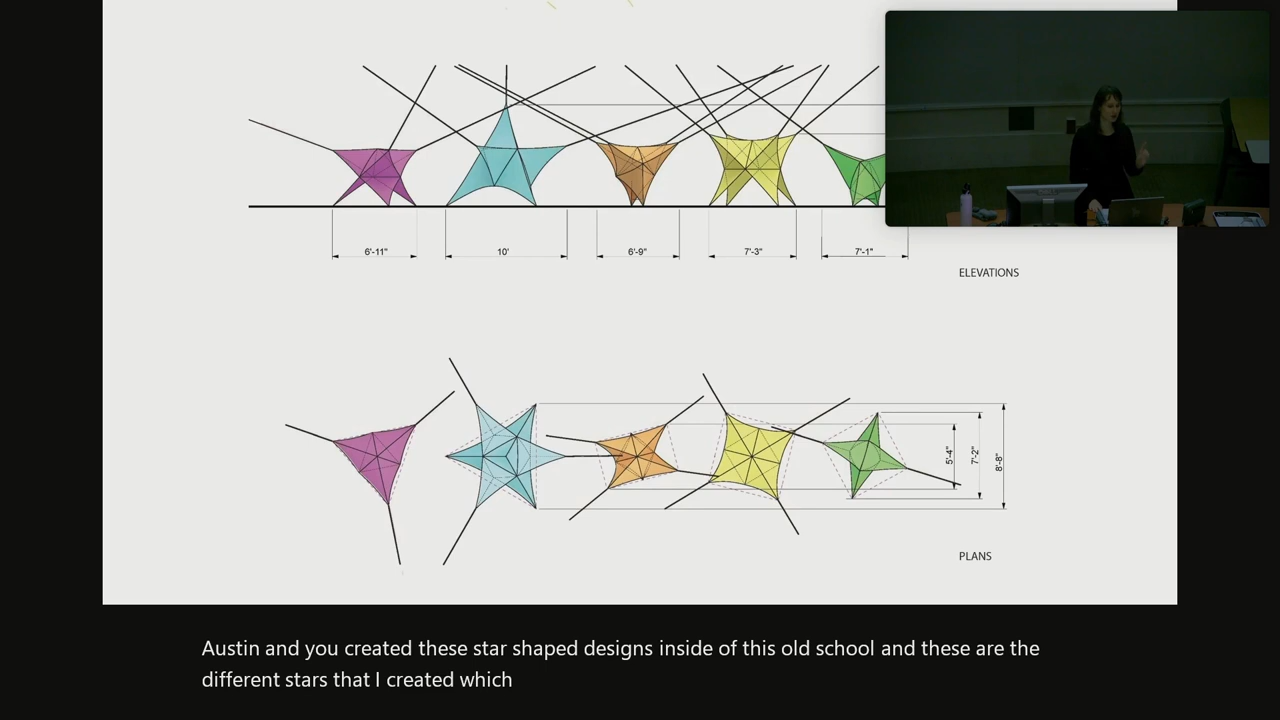 6'-11"
10'
6'-9"
7'-3"
7'-1"
ELEVATIONS
5'-4"
7'-2"
8'-8"
PLANS
Austin and you created these star shaped designs inside of this old school and these are the
different stars that I created which